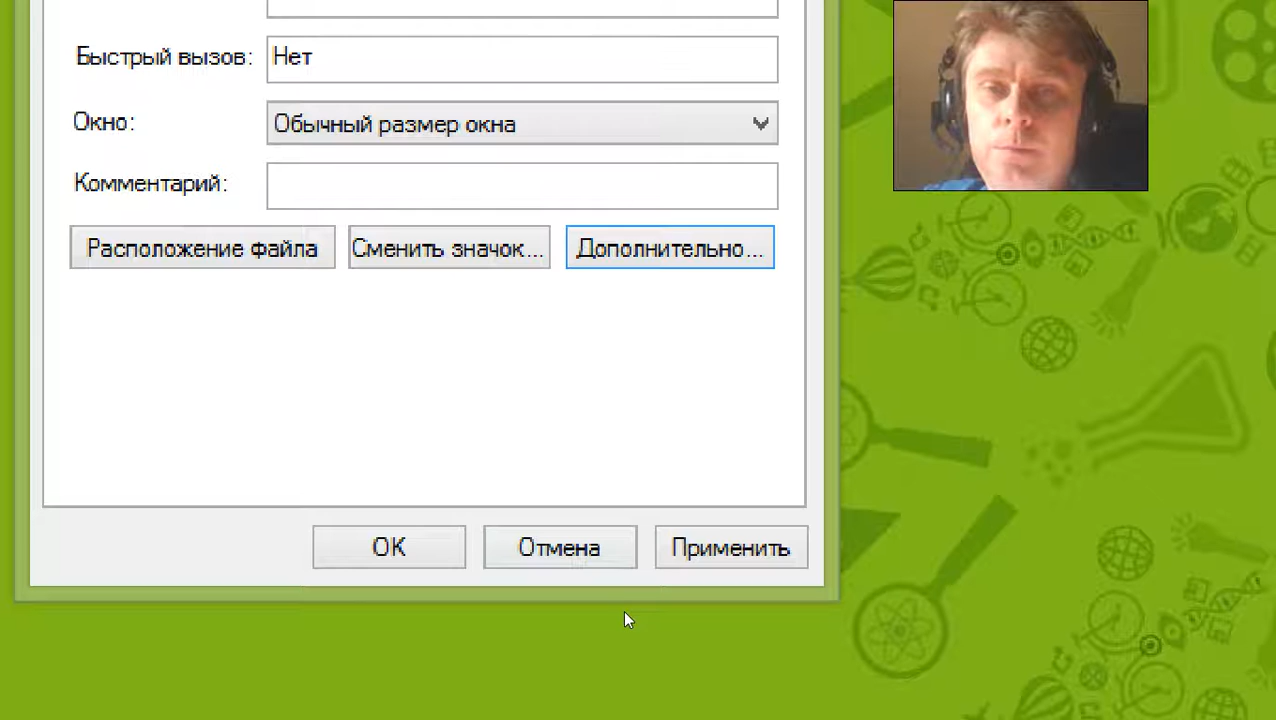 Быстрый вызов: Нет
Окно: Обычный размер окна
Комментарий:
Расположение файла Сменить значок... Дополнительно...
ОК Отмена Применить